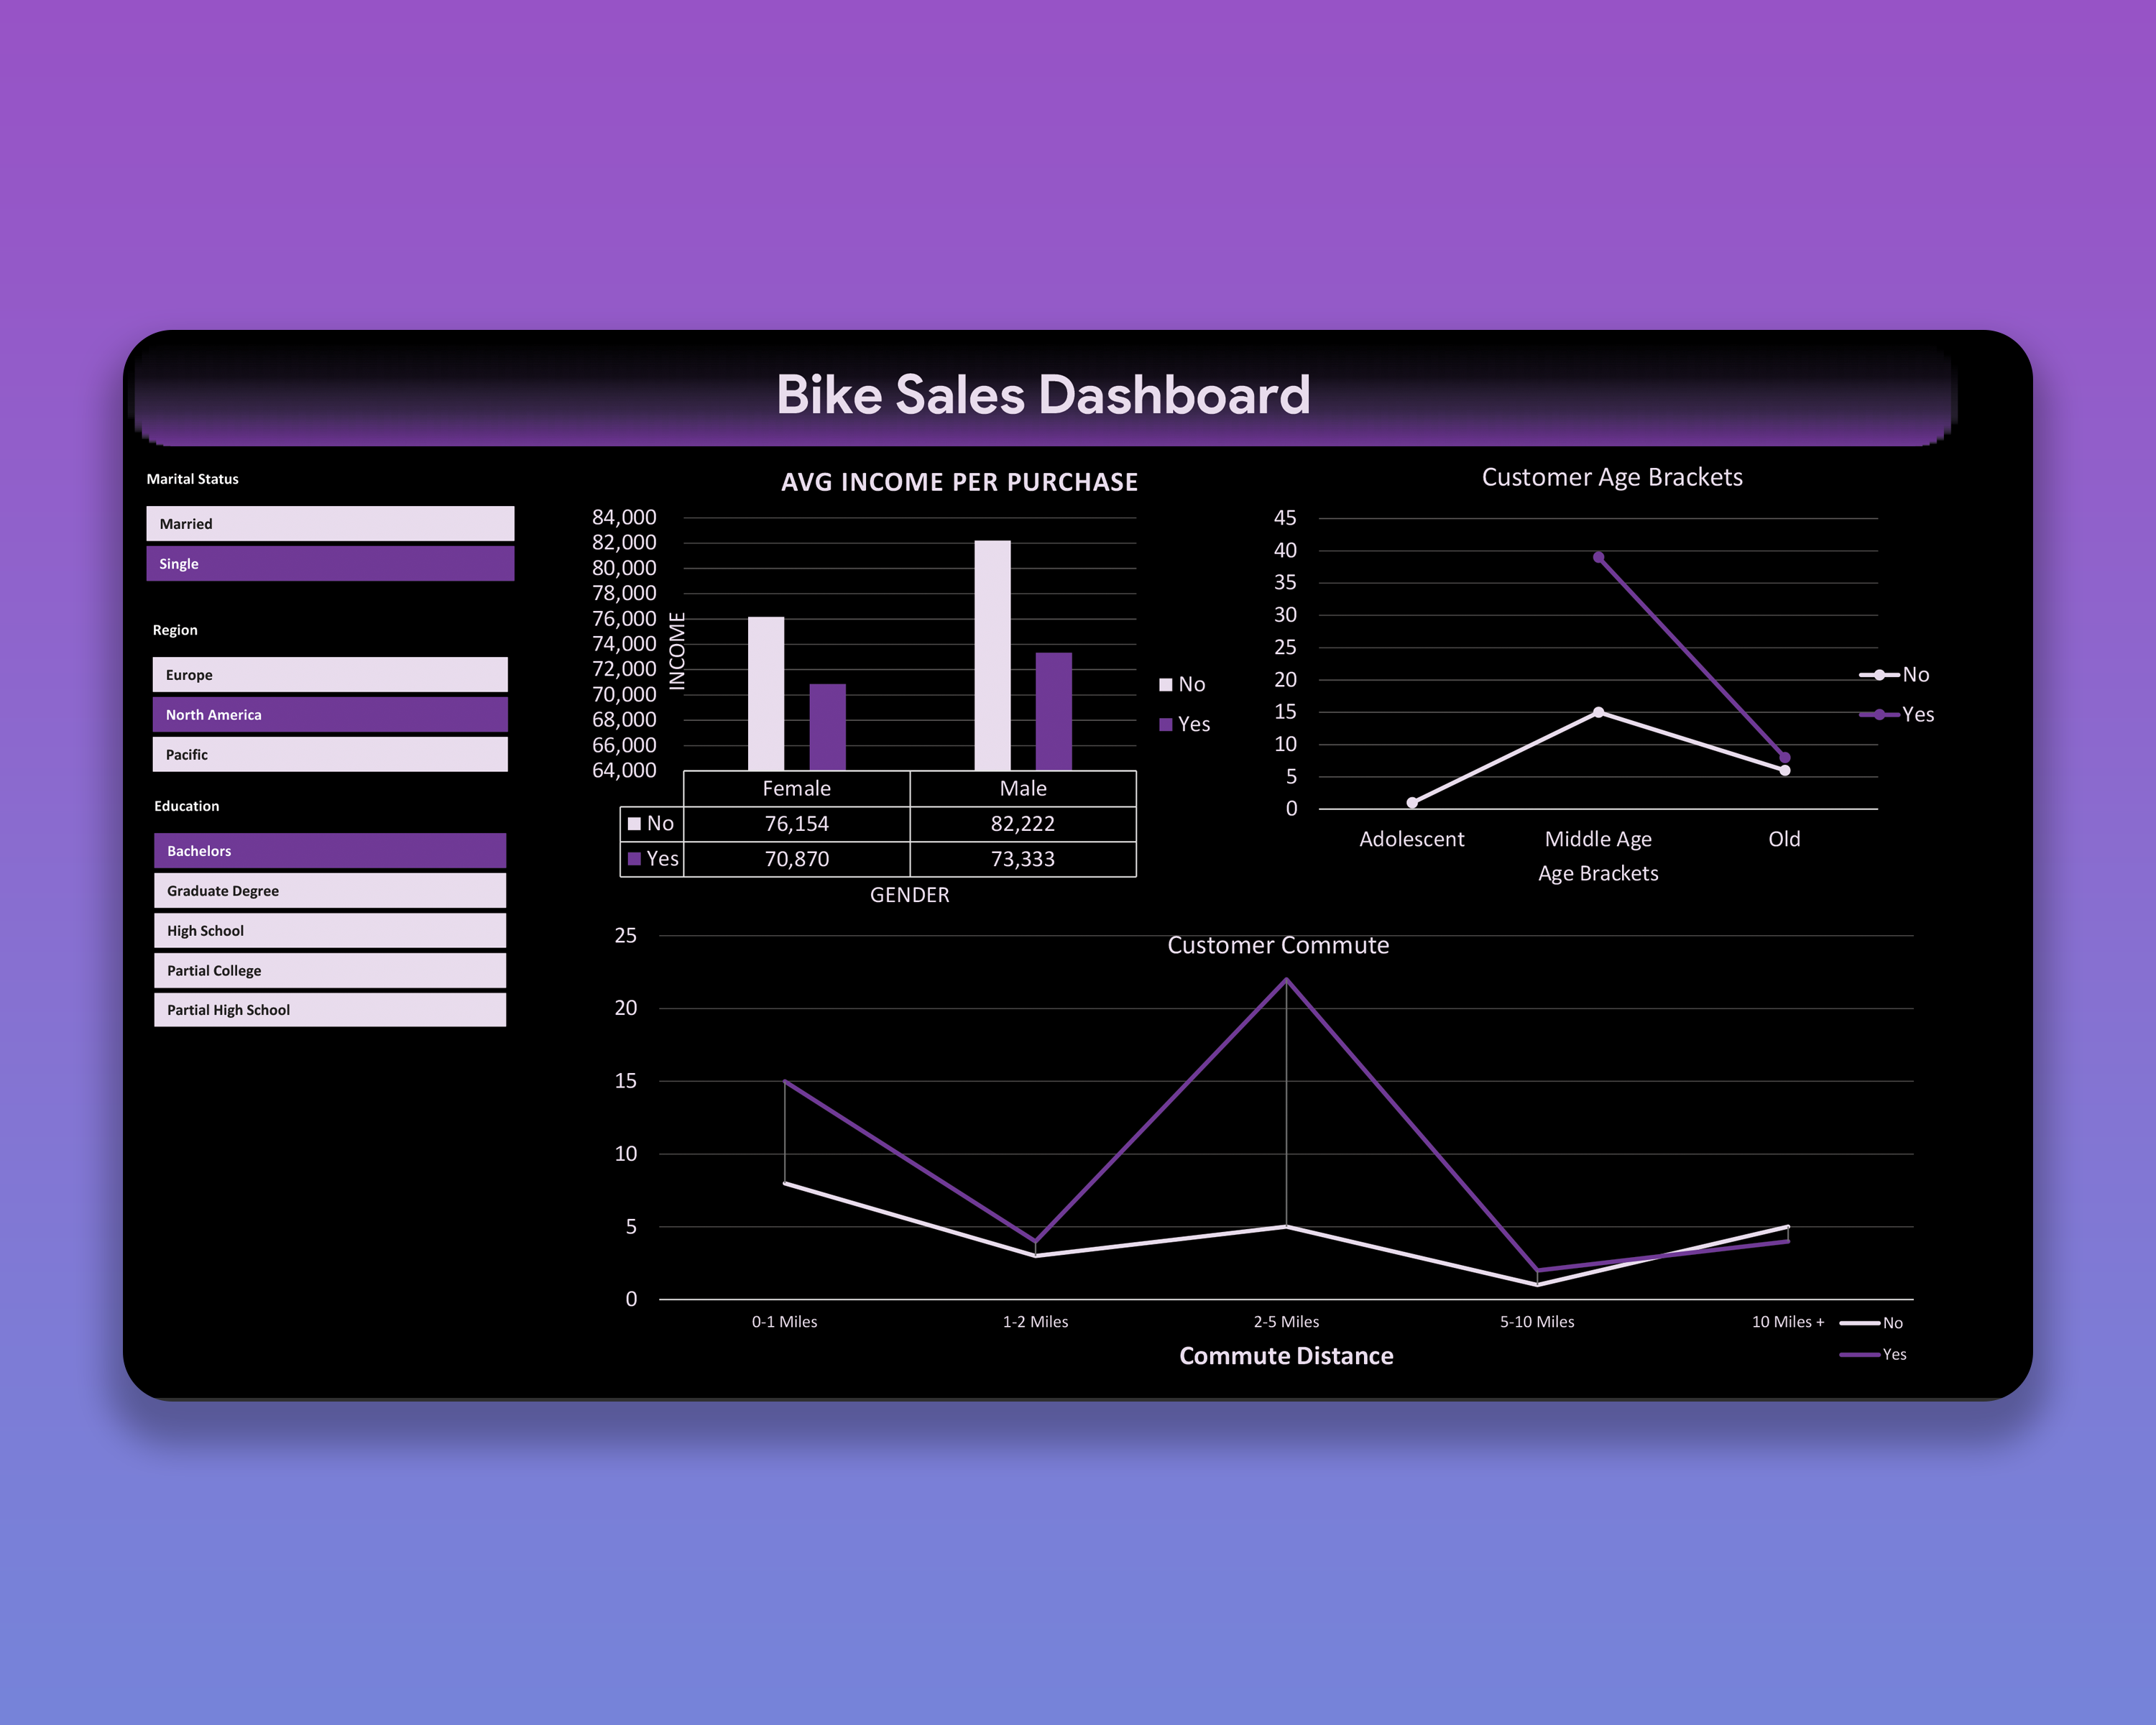 Bike Sales Dashboard
Marital Status
Married
Single
Region
Europe
North America
Pacific
Education
Bachelors
Graduate Degree
High School
Partial College
Partial High School
AVG INCOME PER PURCHASE
84,000
82,000
80,000
78,000
76,000
74,000
72,000
70,000
68,000
66,000
64,000
INCOME
Female Male
No 76,154 82,222
Yes 70,870 73,333
GENDER
No
Yes
Customer Age Brackets
45
40
35
30
25
20
15
10
5
0
Adolescent Middle Age Old
Age Brackets
No
Yes
Customer Commute
25
20
15
10
5
0
0-1 Miles 1-2 Miles 2-5 Miles 5-10 Miles 10 Miles +
Commute Distance
No
Yes